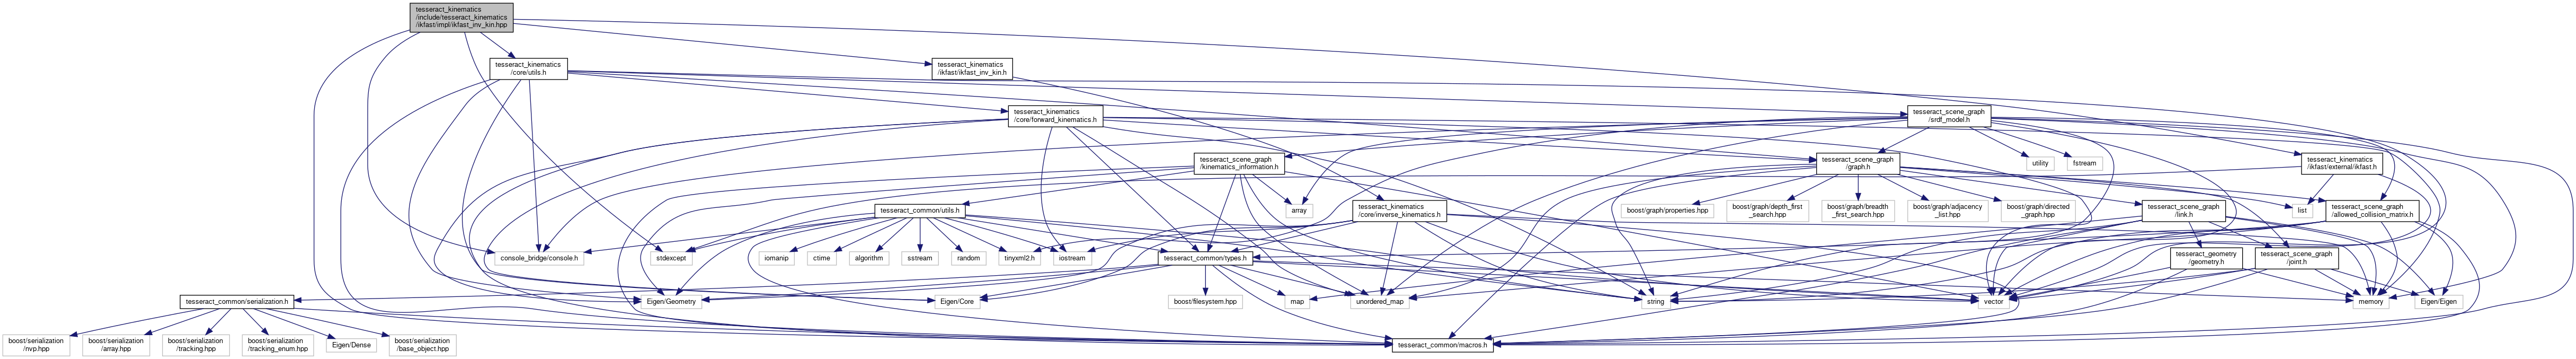 tesseract_kinematics
/include/tesseract_kinematics
/ikfast/impl/ikfast_inv_kin.hpp
tesseract_kinematics
/core/utils.h
tesseract_kinematics
/ikfast/ikfast_inv_kin.h
tesseract_kinematics
/core/forward_kinematics.h
tesseract_scene_graph
/srdf_model.h
tesseract_scene_graph
/kinematics_information.h
tesseract_scene_graph
/graph.h
utility
fstream
tesseract_kinematics
/ikfast/external/ikfast.h
tesseract_common/utils.h
array
tesseract_kinematics
/core/inverse_kinematics.h
boost/graph/properties.hpp
boost/graph/depth_first
_search.hpp
boost/graph/breadth
_first_search.hpp
boost/graph/adjacency
_list.hpp
boost/graph/directed
_graph.hpp
tesseract_scene_graph
/link.h
list
tesseract_scene_graph
/allowed_collision_matrix.h
console_bridge/console.h
stdexcept
iomanip
ctime
algorithm
sstream
random
tinyxml2.h
iostream
tesseract_common/types.h
tesseract_geometry
/geometry.h
tesseract_scene_graph
/joint.h
tesseract_common/serialization.h
Eigen/Geometry
Eigen/Core
boost/filesystem.hpp
map
unordered_map
string
vector
memory
Eigen/Eigen
boost/serialization
/nvp.hpp
boost/serialization
/array.hpp
boost/serialization
/tracking.hpp
boost/serialization
/tracking_enum.hpp
Eigen/Dense
boost/serialization
/base_object.hpp
tesseract_common/macros.h